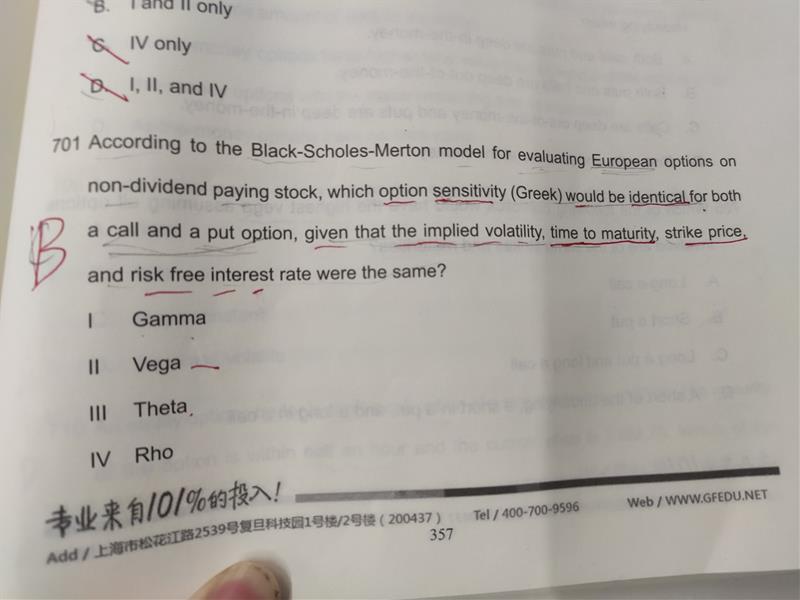 B. I and II only
C. IV only
D. I, II, and IV
701 According to the Black-Scholes-Merton model for evaluating European options on
non-dividend paying stock, which option sensitivity (Greek) would be identical for both
B
a call and a put option, given that the implied volatility, time to maturity, strike price,
and risk free interest rate were the same?
I Gamma
II Vega
III Theta
IV Rho
专业来自101%的投入!
Add / 上海市松花江路2539号复旦科技园1号楼/2号楼(200437) Tel / 400-700-9596 Web / WWW.GFEDU.NET
357